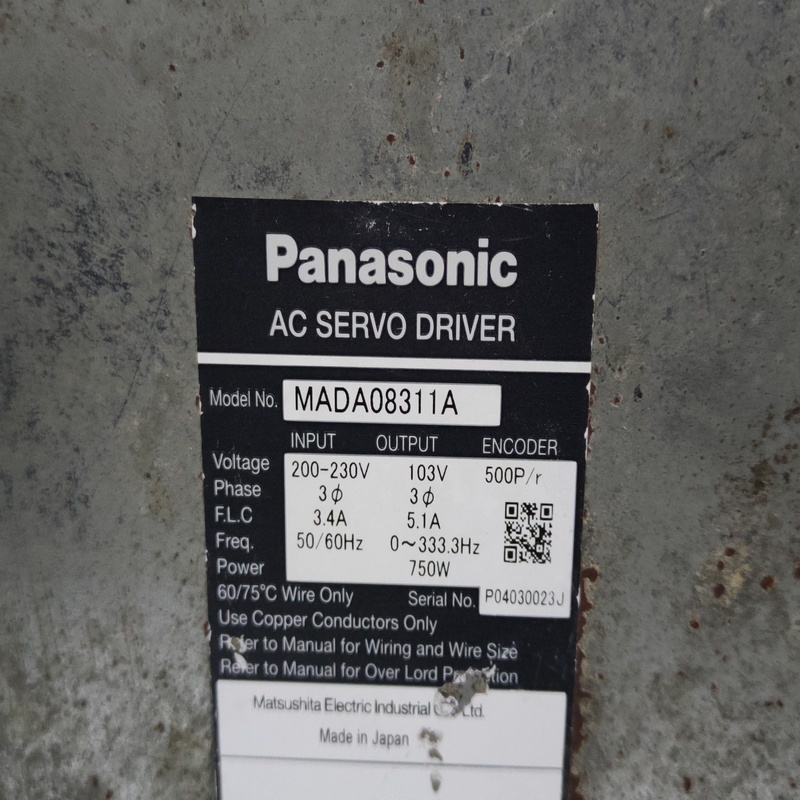 Panasonic
AC SERVO DRIVER
Model No. MADA08311A
INPUT OUTPUT ENCODER
Voltage 200-230V 103V 500P/r
Phase 3ϕ 3ϕ
F.L.C 3.4A 5.1A
Freq. 50/60Hz 0～333.3Hz
Power 750W
60/75°C Wire Only Serial No. P04030023J
Use Copper Conductors Only
Refer to Manual for Wiring and Wire Size
Refer to Manual for Over Lord Protection
Matsushita Electric Industrial Ltd.
Made in Japan